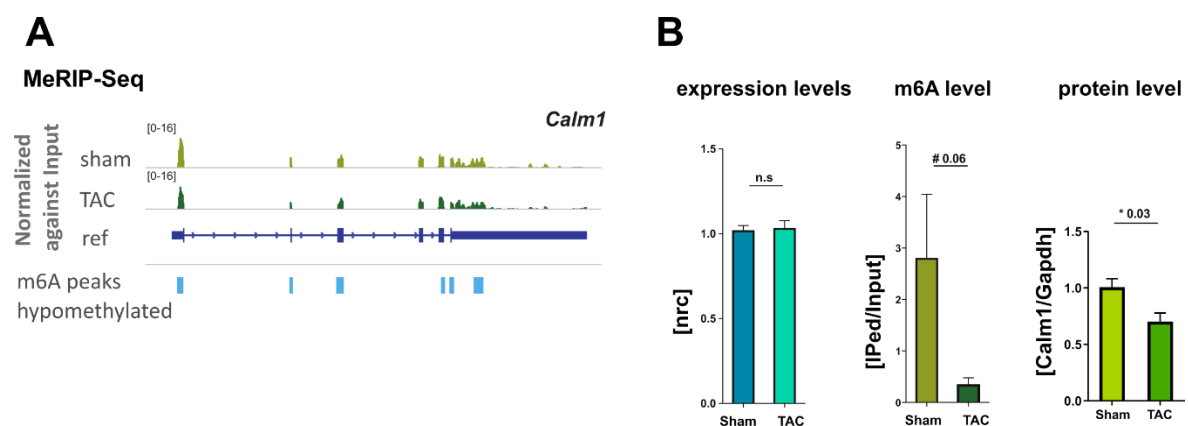 A
MeRIP-Seq
Normalized
against Input
Calm1
[0-16]
sham
[0-16]
TAC
ref
m6A peaks
hypomethylated
B
expression levels
[nrc]
1.5
1.0
0.5
0.0
n.s
Sham TAC
m6A level
[IPed/Input]
5
4
3
2
1
0
# 0.06
Sham TAC
protein level
[Calm1/Gapdh]
1.5
1.0
0.5
0.0
* 0.03
Sham TAC